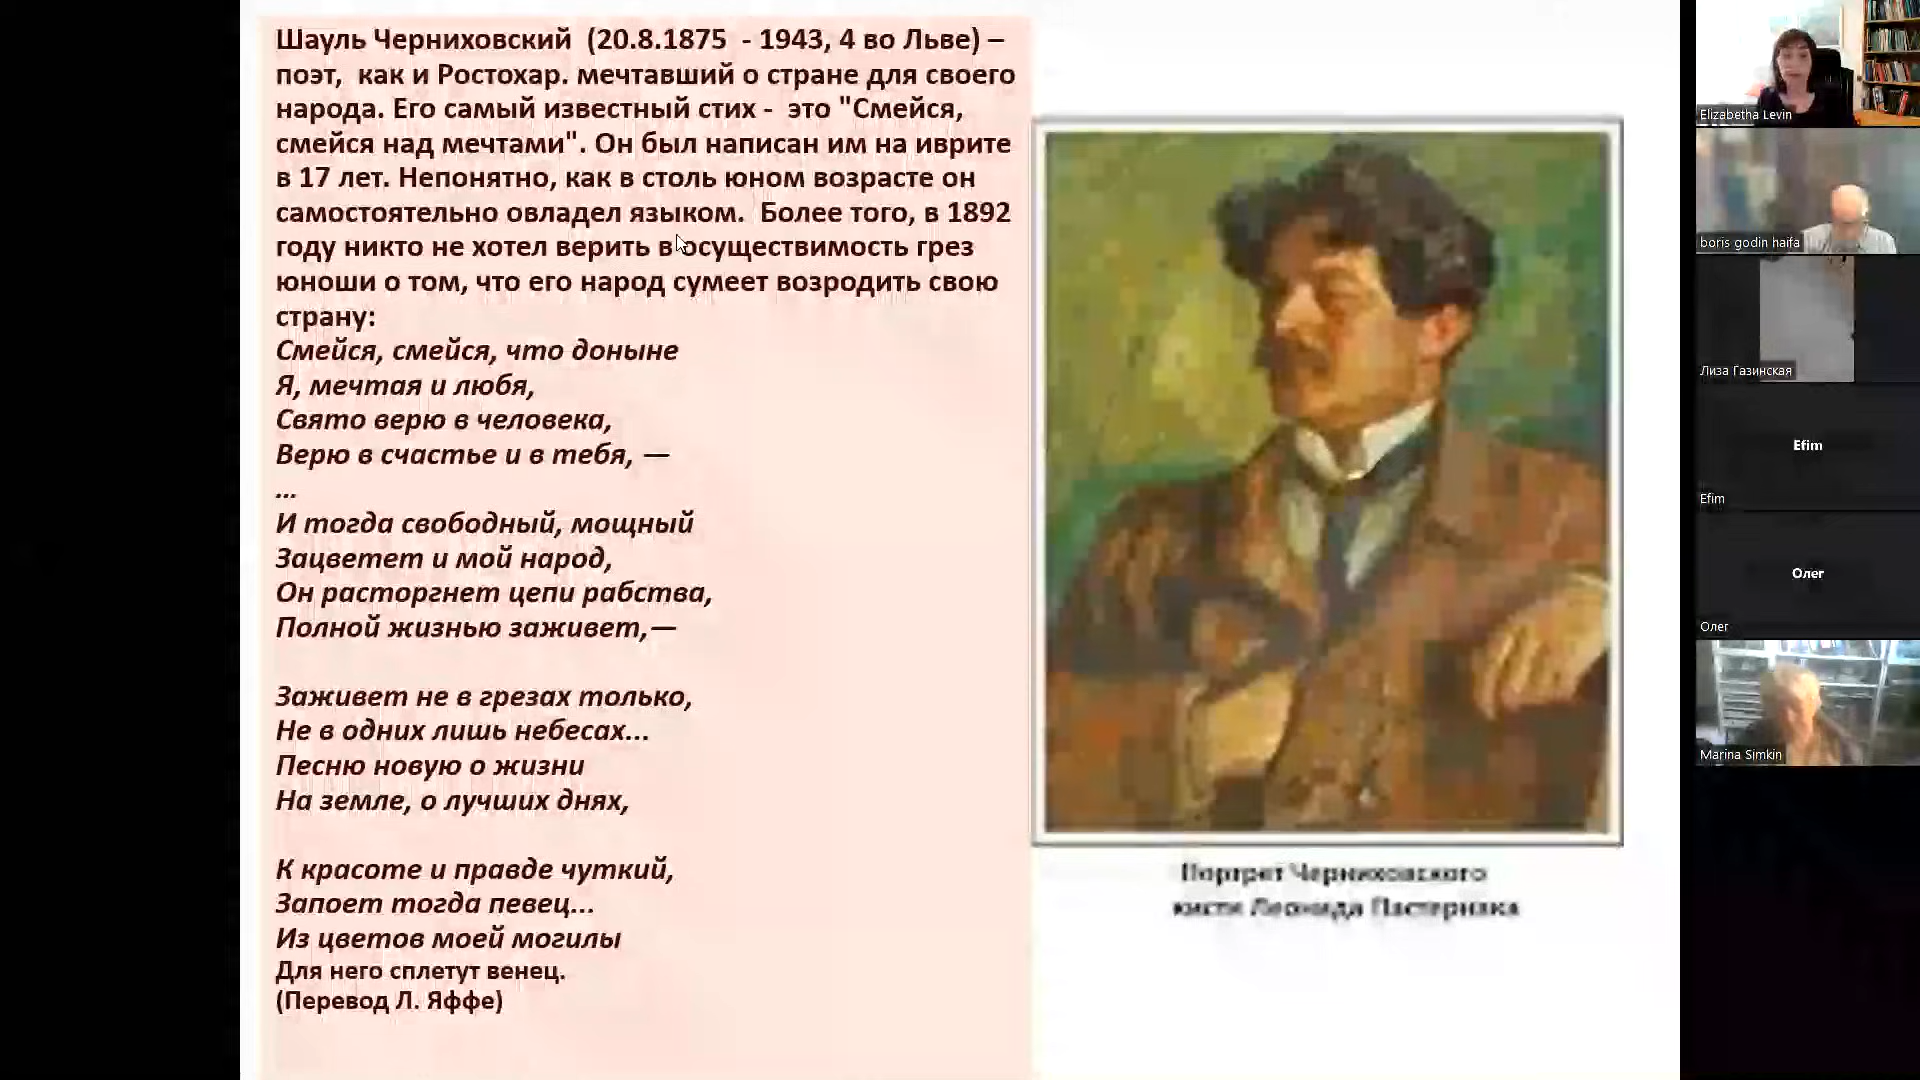 Шауль Черниховский (20.8.1875 - 1943, 4 во Льве) –
поэт, как и Ростохар. мечтавший о стране для своего
народа. Его самый известный стих - это "Смейся,
смейся над мечтами". Он был написан им на иврите
в 17 лет. Непонятно, как в столь юном возрасте он
самостоятельно овладел языком. Более того, в 1892
году никто не хотел верить в осуществимость грез
юноши о том, что его народ сумеет возродить свою
страну:
Смейся, смейся, что доныне
Я, мечтая и любя,
Свято верю в человека,
Верю в счастье и в тебя, —
...
И тогда свободный, мощный
Зацветет и мой народ,
Он расторгнет цепи рабства,
Полной жизнью заживет,—
Заживет не в грезах только,
Не в одних лишь небесах...
Песню новую о жизни
На земле, о лучших днях,
К красоте и правде чуткий,
Запоет тогда певец...
Из цветов моей могилы
Для него сплетут венец.
(Перевод Л. Яффе)
Портрет Черниховского
кисти Леонида Пастернака
Elizabetha Levin
boris godin haifa
Лиза Газинская
Efim
Efim
Олег
Олег
Marina Simkin